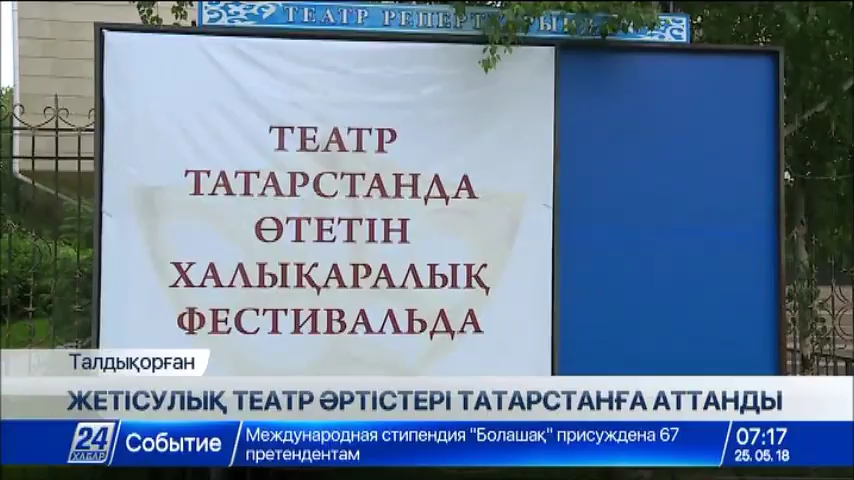 ТЕАТР РЕПЕРТУАРЫ
ТЕАТР
ТАТАРСТАНДА
ӨТЕТІН
ХАЛЫҚАРАЛЫҚ
ФЕСТИВАЛЬДА
Талдықорған
ЖЕТІСУЛЫҚ ТЕАТР ӘРТІСТЕРІ ТАТАРСТАНҒА АТТАНДЫ
24
ХАБАР
Событие
Международная стипендия "Болашақ" присуждена 67
претендентам
07:17
25.05.18